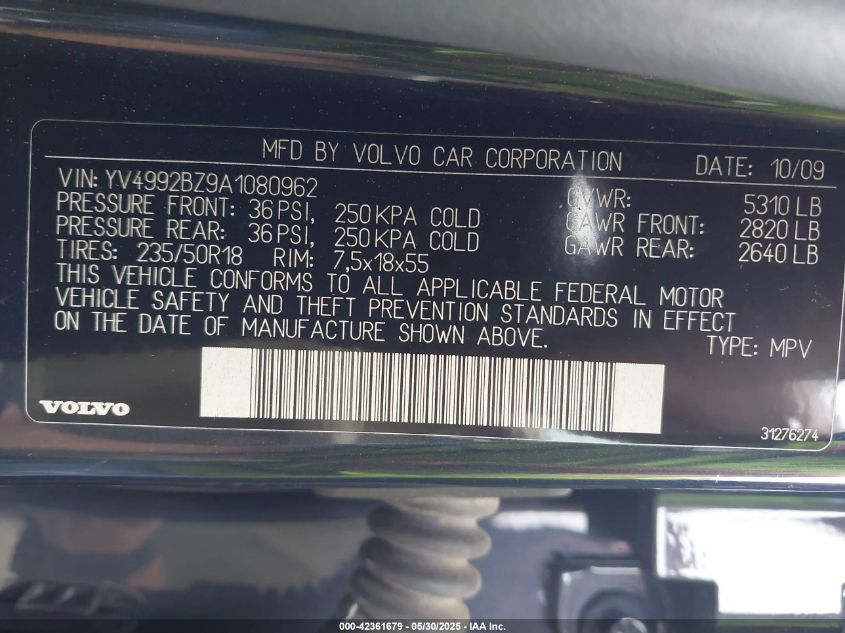 MFD BY VOLVO CAR CORPORATION DATE: 10/09
VIN: YV4992BZ9A1080962
PRESSURE FRONT: 36 PSI, 250 KPA COLD GVWR: 5310 LB
PRESSURE REAR: 36 PSI, 250 KPA COLD GAWR FRONT: 2820 LB
TIRES: 235/50R18 RIM: 7,5x18x55 GAWR REAR: 2640 LB
THIS VEHICLE CONFORMS TO ALL APPLICABLE FEDERAL MOTOR
VEHICLE SAFETY AND THEFT PREVENTION STANDARDS IN EFFECT
ON THE DATE OF MANUFACTURE SHOWN ABOVE.
TYPE: MPV
VOLVO
31276274
000-42361679 - 05/30/2025 - IAA Inc.